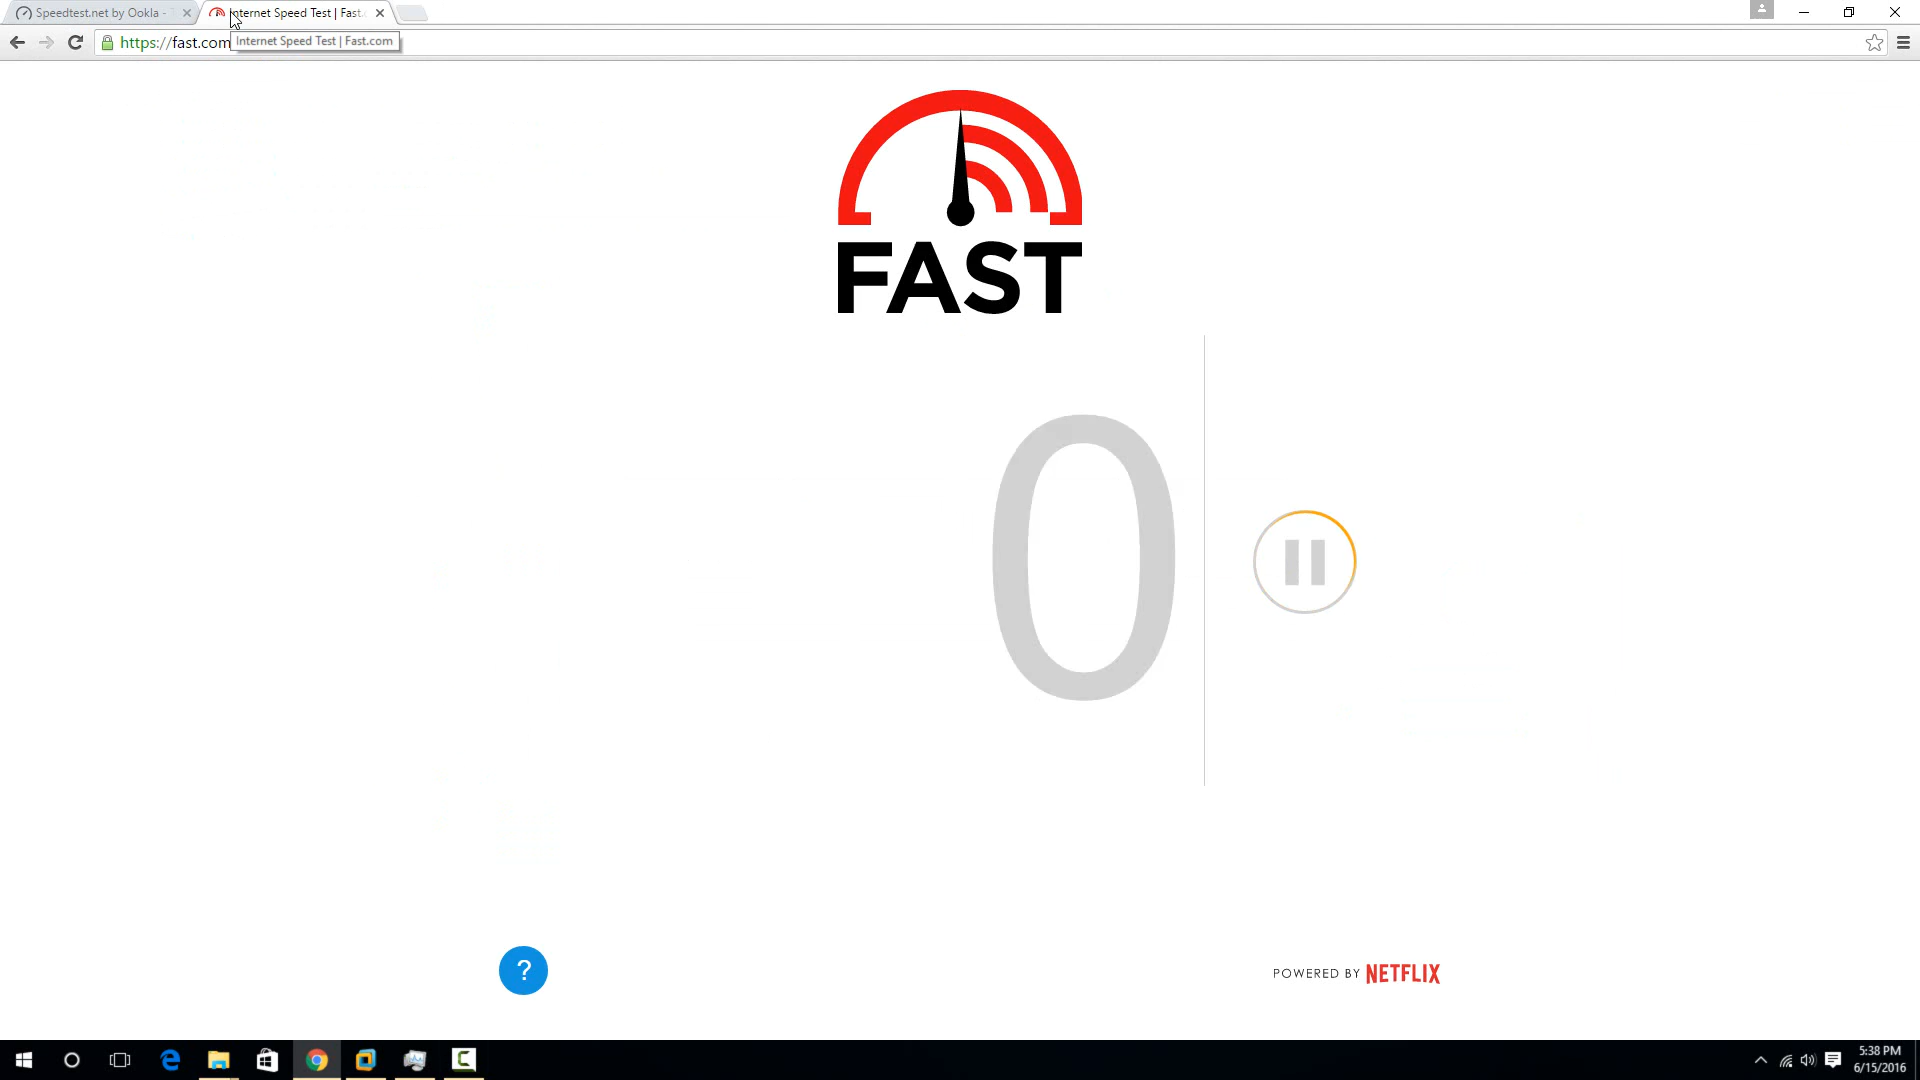 Speedtest.net by Ookla -
Internet Speed Test | Fast.
https://fast.com
Internet Speed Test | Fast.com
FAST
0
?
POWERED BY NETFLIX
5:38 PM
6/15/2016